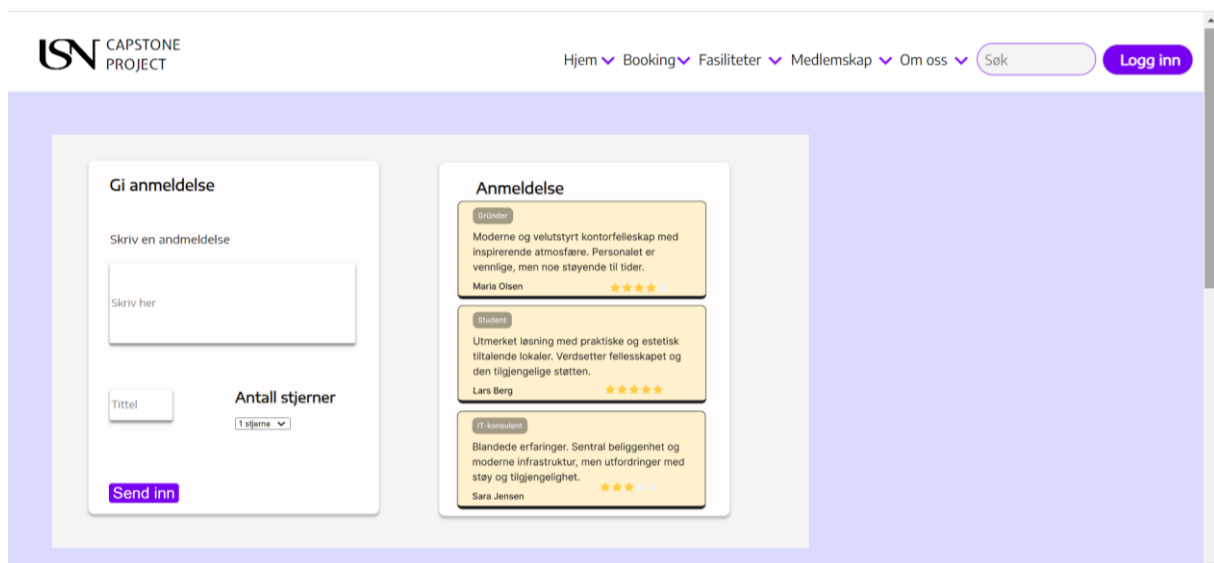 USN CAPSTONE
PROJECT
Hjem Booking Fasiliteter Medlemskap Om oss Søk Logg inn
Gi anmeldelse
Skriv en andmeldelse
Skriv her
Tittel
Antall stjerner
1 stjerne
Send inn
Anmeldelse
Gründer
Moderne og velutstyrt kontorfelleskap med
inspirerende atmosfære. Personalet er
vennlige, men noe støyende til tider.
Maria Olsen
Student
Utmerket løsning med praktiske og estetisk
tiltalende lokaler. Verdsetter fellesskapet og
den tilgjengelige støtten.
Lars Berg
IT-konsulent
Blandede erfaringer. Sentral beliggenhet og
moderne infrastruktur, men utfordringer med
støy og tilgjengelighet.
Sara Jensen